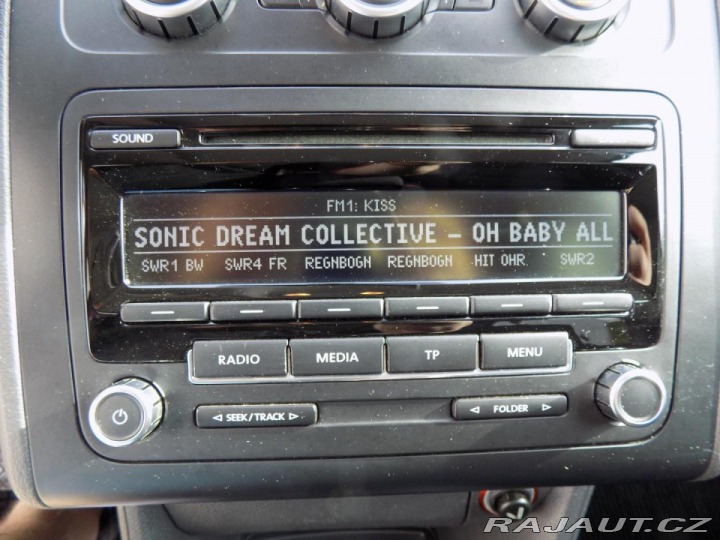 SOUND
FM1: KISS
SONIC DREAM COLLECTIVE – OH BABY ALL
SWR1 BW SWR4 FR REGNBOGN REGNBOGN HIT OHR SWR2
RADIO MEDIA TP MENU
SEEK/TRACK FOLDER
RAJAUT.CZ